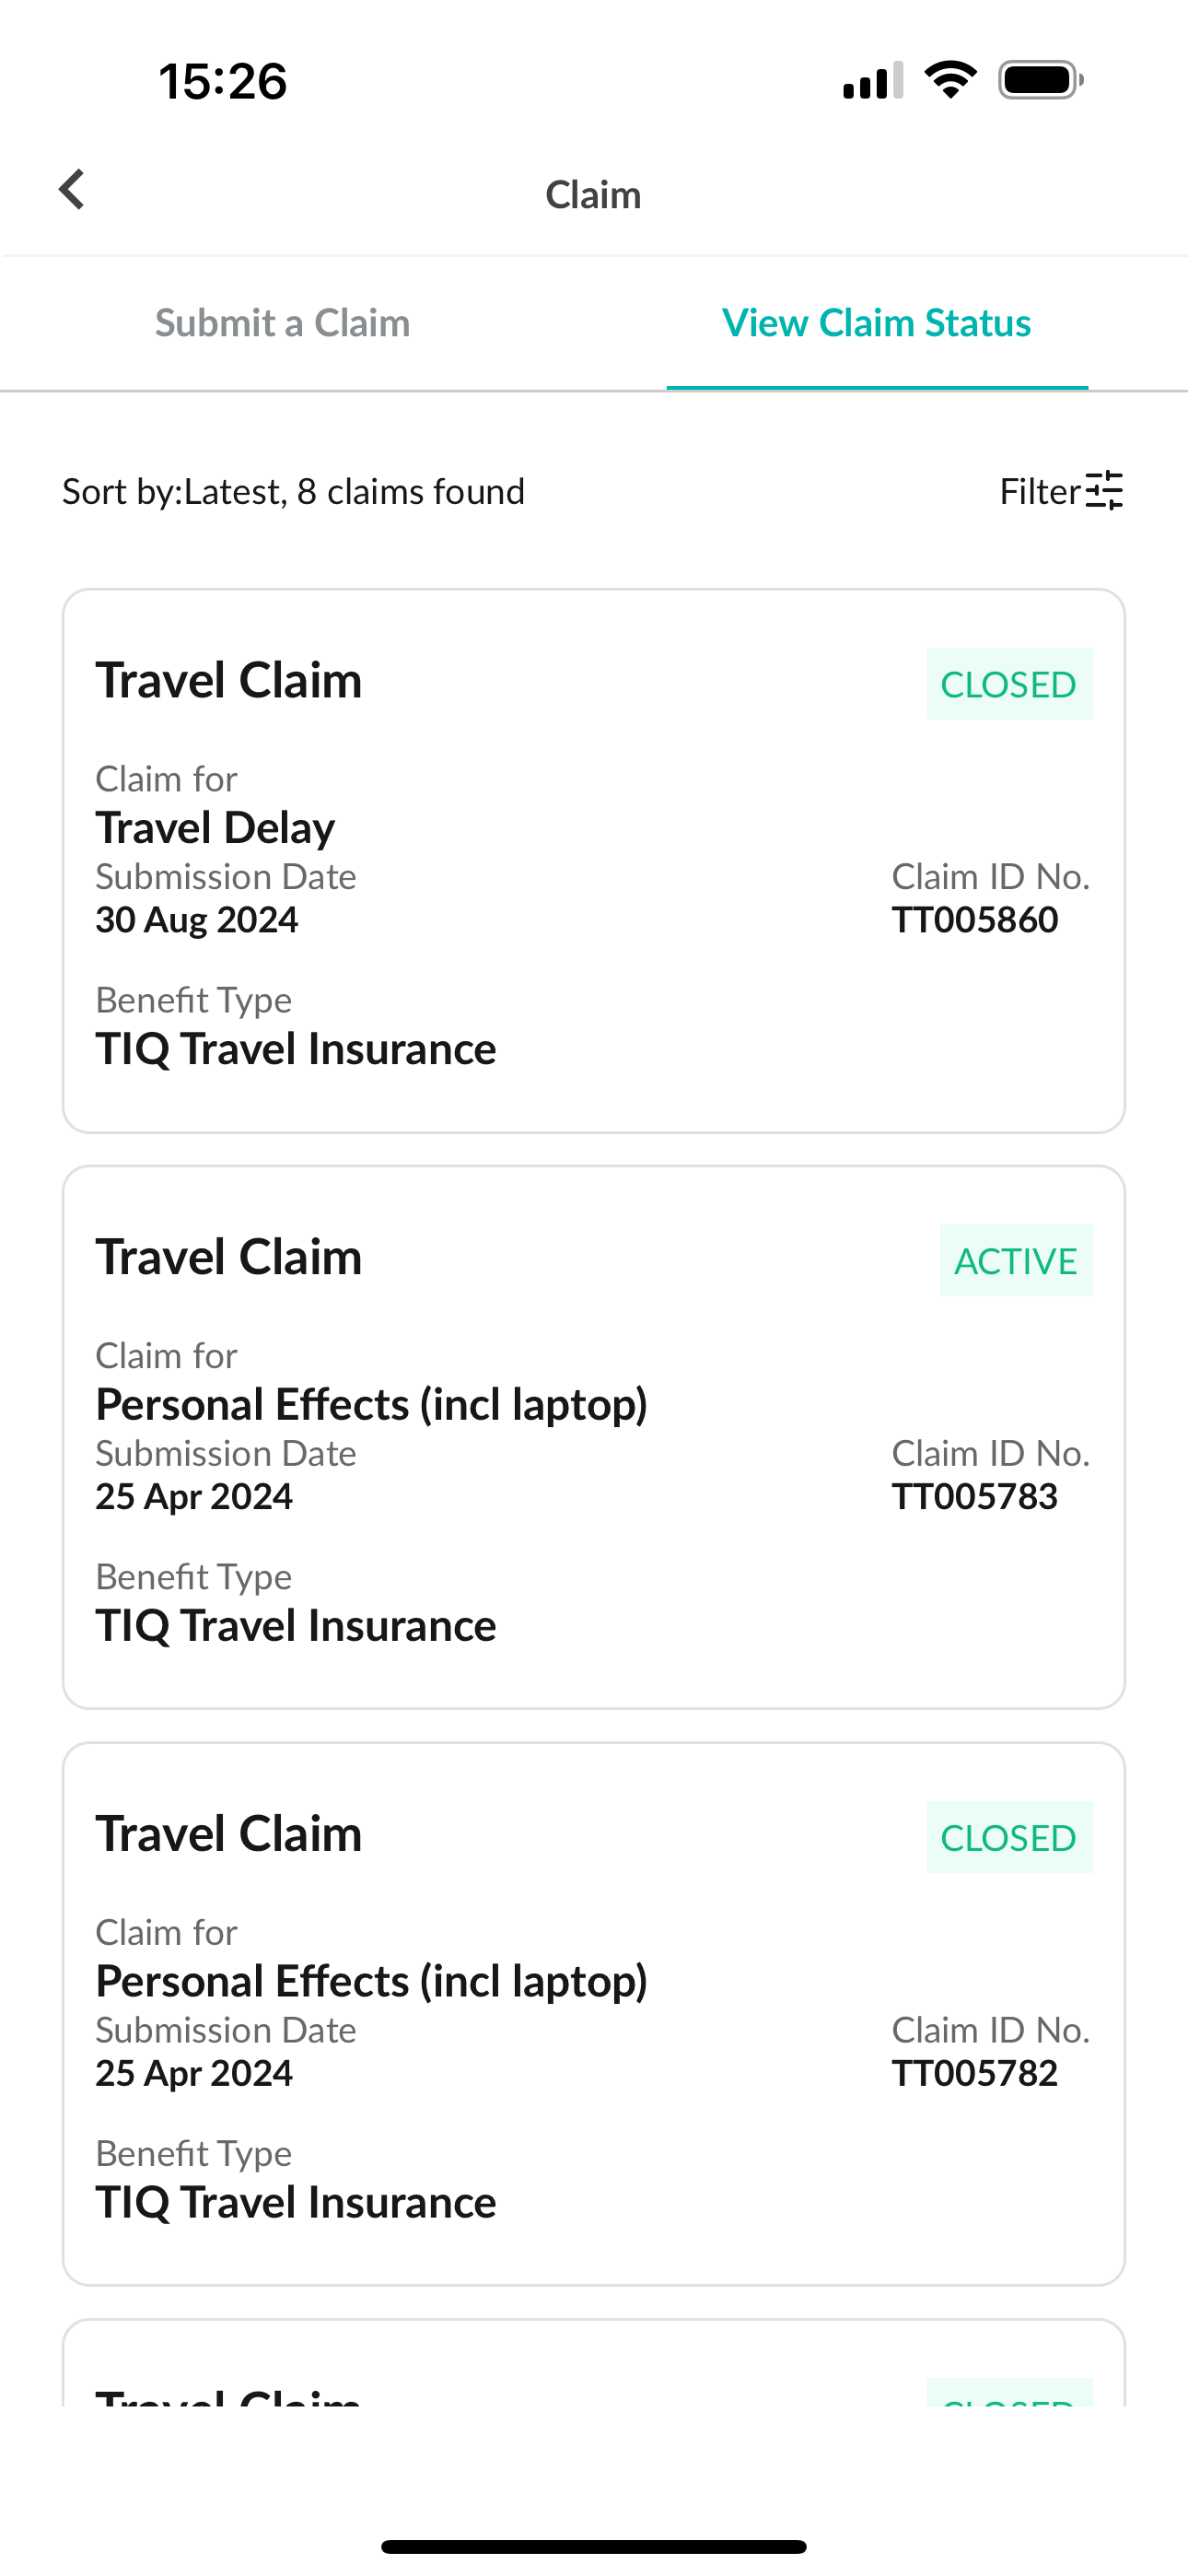 15:26
Claim
Submit a Claim View Claim Status
Sort by:Latest, 8 claims found Filter
Travel Claim CLOSED
Claim for
Travel Delay
Submission Date Claim ID No.
30 Aug 2024 TT005860
Benefit Type
TIQ Travel Insurance
Travel Claim ACTIVE
Claim for
Personal Effects (incl laptop)
Submission Date Claim ID No.
25 Apr 2024 TT005783
Benefit Type
TIQ Travel Insurance
Travel Claim CLOSED
Claim for
Personal Effects (incl laptop)
Submission Date Claim ID No.
25 Apr 2024 TT005782
Benefit Type
TIQ Travel Insurance
Travel Claim CLOSED